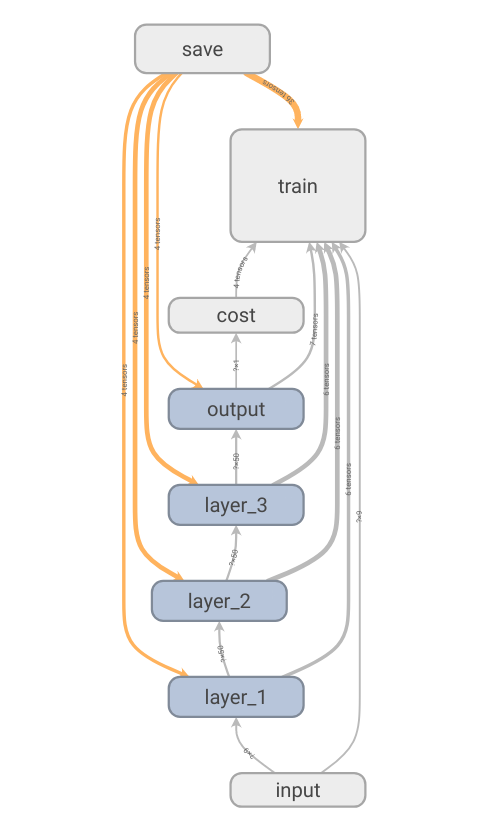 save
36 tensors
train
4 tensors
4 tensors
cost
4 tensors
7 tensors
4 tensors
?×1
6 tensors
4 tensors
output
6 tensors
?×50
6 tensors
layer_3
?×9
?×50
layer_2
?×50
layer_1
?×9
input